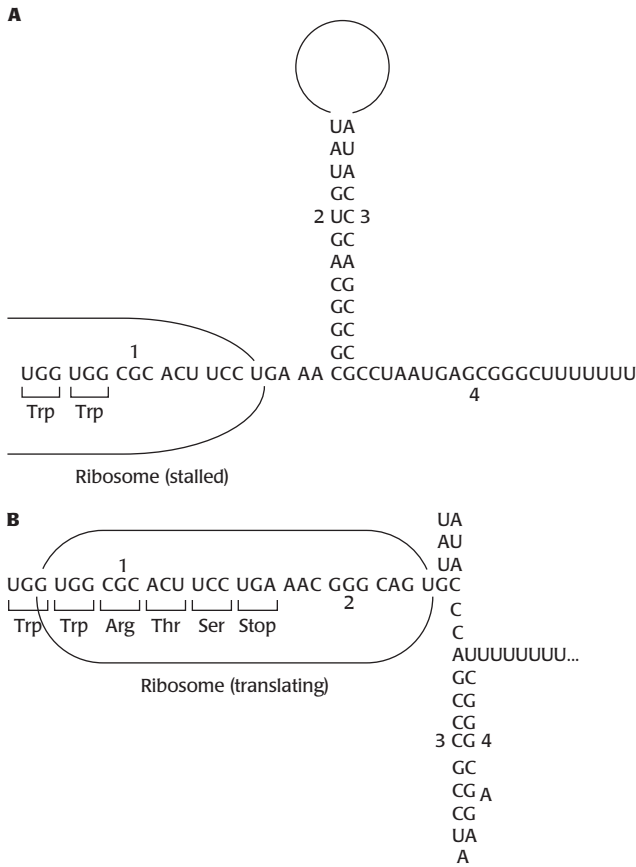 A
UA
AU
UA
GC
2 UC 3
GC
AA
CG
GC
GC
GC
1
UGG UGG CGC ACU UCC UGA AA CGCCUAAUGAGCGGGCUUUUUUU
4
Trp Trp
Ribosome (stalled)
B
UA
AU
UA
1
UGG UGG CGC ACU UCC UGA AAC GGG CAG UGC
2
Trp Trp Arg Thr Ser Stop
C
C
AUUUUUUUU...
Ribosome (translating)
GC
CG
CG
3 CG 4
GC
CG A
CG
UA
A